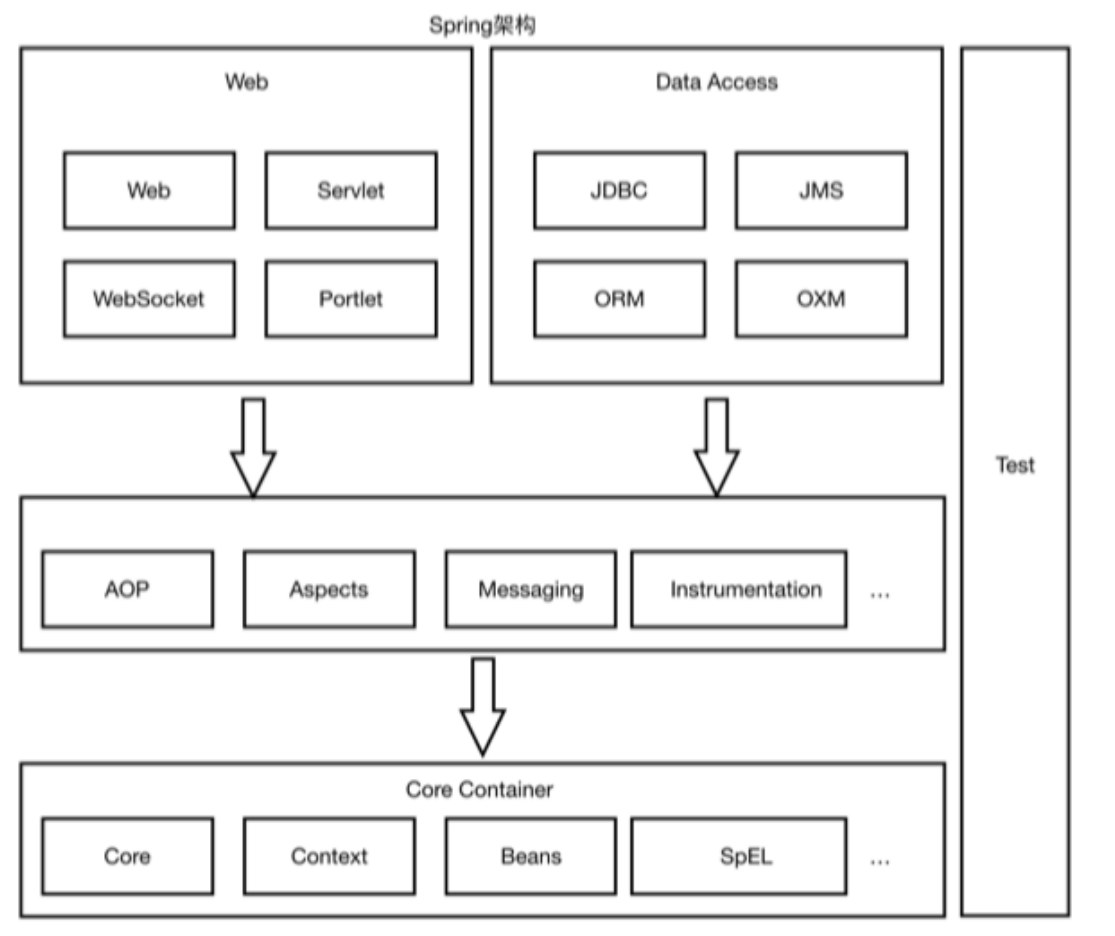 Spring架构
Web
Data Access
Web
Servlet
JDBC
JMS
WebSocket
Portlet
ORM
OXM
Test
AOP
Aspects
Messaging
Instrumentation
...
Core Container
Core
Context
Beans
SpEL
...